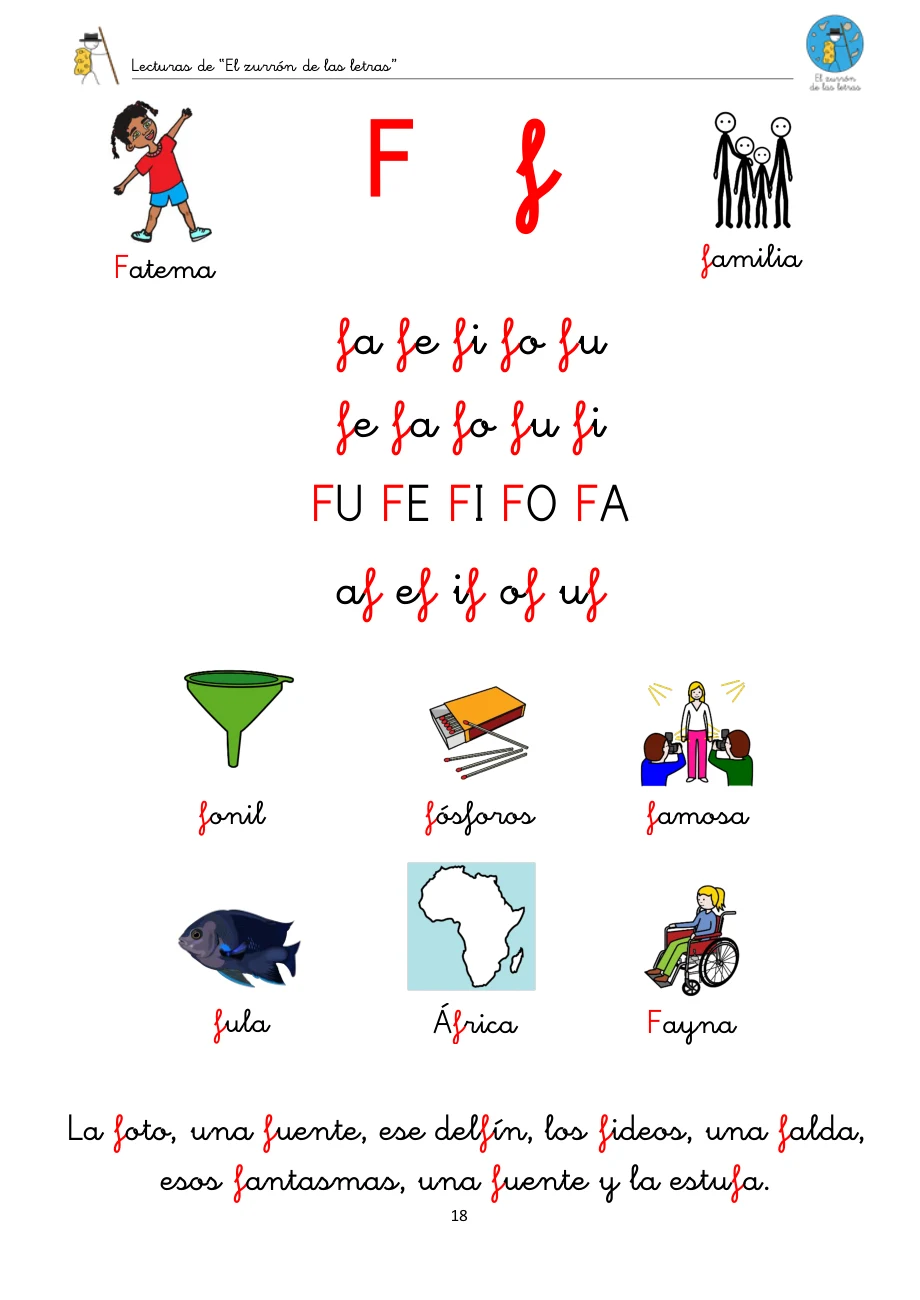 Lecturas de "El zurrón de las letras"
El zurrón
de las letras
F f
Fatema
familia
fa fe fi fo fu
fe fa fo fu fi
FU FE FI FO FA
af ef if of uf
fonil
fósforos
famosa
fula
África
Fayna
La foto, una fuente, ese delfín, los fideos, una falda,
esos fantasmas, una fuente y la estufa.
18